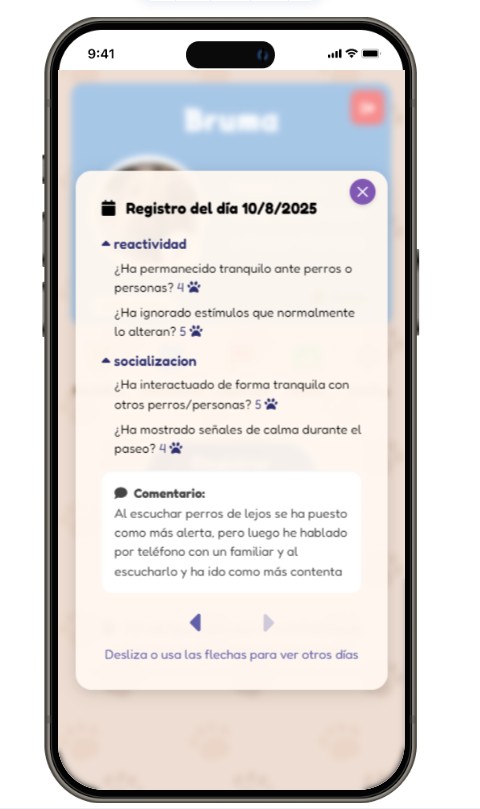 9:41
Bruma
Registro del día 10/8/2025
reactividad
¿Ha permanecido tranquilo ante perros o
personas? 4
¿Ha ignorado estímulos que normalmente
lo alteran? 5
socializacion
¿Ha interactuado de forma tranquila con
otros perros/personas? 5
¿Ha mostrado señales de calma durante el
paseo? 4
Comentario:
Al escuchar perros de lejos se ha puesto
como más alerta, pero luego he hablado
por teléfono con un familiar y al
escucharlo y ha ido como más contenta
Desliza o usa las flechas para ver otros días